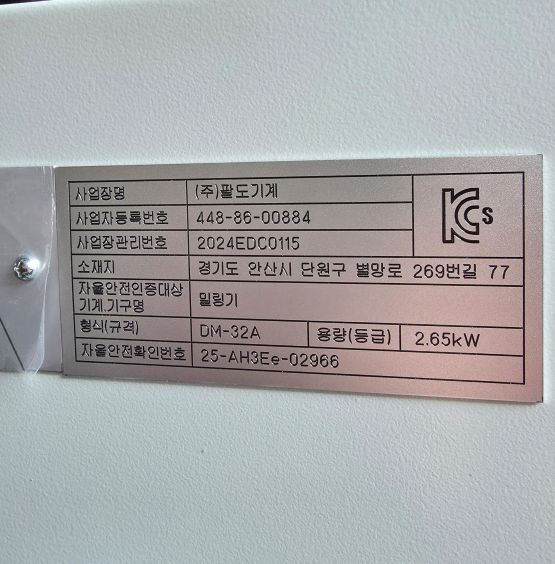 사업장명 (주)팔도기계
사업자등록번호 448-86-00884
사업장관리번호 2024EDC0115
소재지 경기도 안산시 단원구 별망로 269번길 77
자율안전인증대상
기계.기구명 밀링기
형식(규격) DM-32A 용량(등급) 2.65kW
자율안전확인번호 25-AH3Ee-02966
KCs